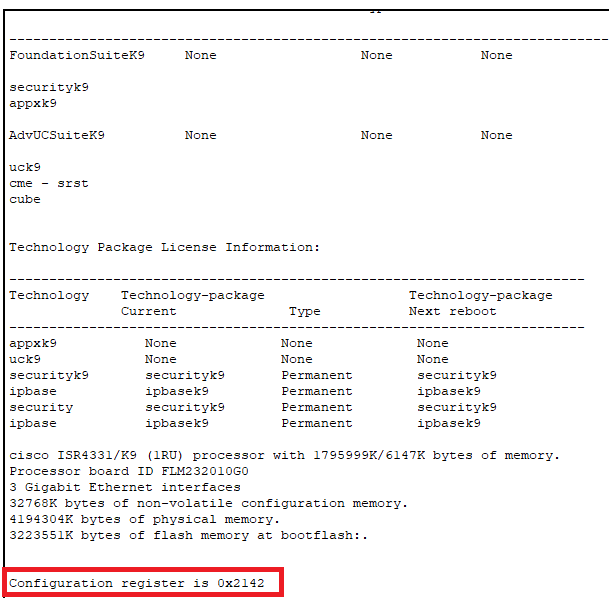 --------------------------------------------------------------------------
FoundationSuiteK9     None                  None           None
securityk9
appxk9
AdvUCSuiteK9          None                  None           None
uck9
cme - srst
cube
Technology Package License Information:
------------------------------------------------------------------------
Technology    Technology-package                  Technology-package
              Current              Type           Next reboot
------------------------------------------------------------------------
appxk9           None             None             None
uck9             None             None             None
securityk9       securityk9       Permanent        securityk9
ipbase           ipbasek9         Permanent        ipbasek9
security         securityk9       Permanent        securityk9
ipbase           ipbasek9         Permanent        ipbasek9
cisco ISR4331/K9 (1RU) processor with 1795999K/6147K bytes of memory.
Processor board ID FLM232010G0
3 Gigabit Ethernet interfaces
32768K bytes of non-volatile configuration memory.
4194304K bytes of physical memory.
3223551K bytes of flash memory at bootflash:.
Configuration register is 0x2142